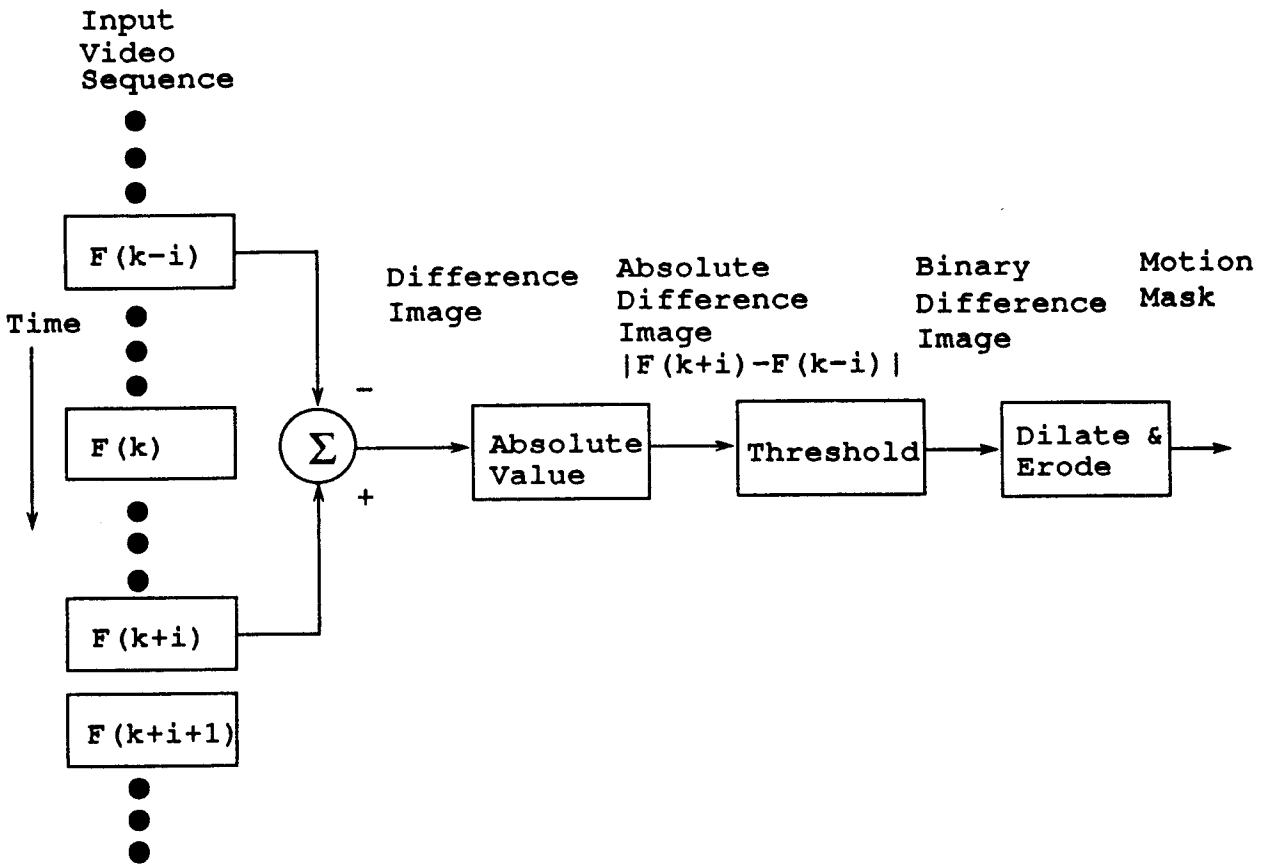 Input
Video
Sequence
F(k-i)
Time
F(k)
F(k+i)
F(k+i+1)
-
Σ
+
Difference
Image
Absolute
Value
Absolute
Difference
Image
|F(k+i)-F(k-i)|
Threshold
Binary
Difference
Image
Dilate &
Erode
Motion
Mask